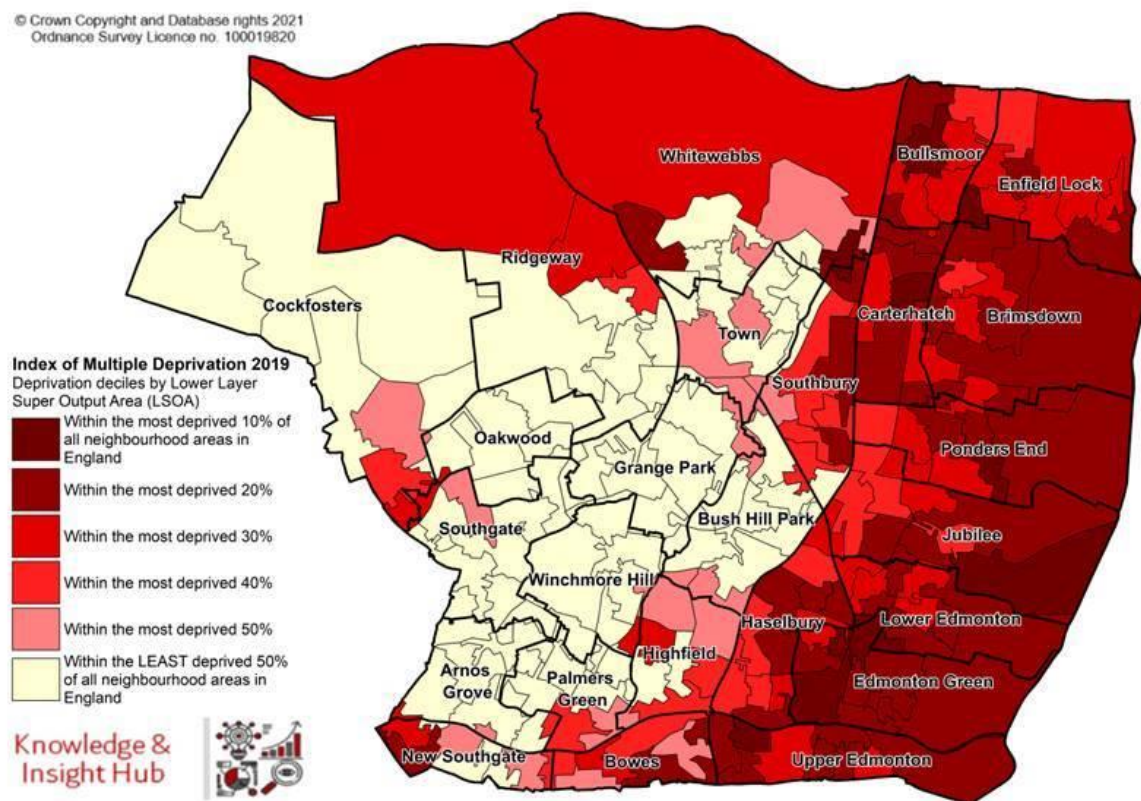 © Crown Copyright and Database rights 2021
Ordnance Survey Licence no. 100019820
Whitewebbs
Bullsmoor
Enfield Lock
Ridgeway
Cockfosters
Carterhatch
Brimsdown
Town
Southbury
Index of Multiple Deprivation 2019
Deprivation deciles by Lower Layer
Super Output Area (LSOA)
Within the most deprived 10% of
all neighbourhood areas in
England
Within the most deprived 20%
Within the most deprived 30%
Within the most deprived 40%
Within the most deprived 50%
Within the LEAST deprived 50%
of all neighbourhood areas in
England
Oakwood
Grange Park
Ponders End
Bush Hill Park
Southgate
Jubilee
Winchmore Hill
Haselbury
Lower Edmonton
Highfield
Arnos
Grove
Palmers
Green
Edmonton Green
New Southgate
Bowes
Upper Edmonton
Knowledge &
Insight Hub